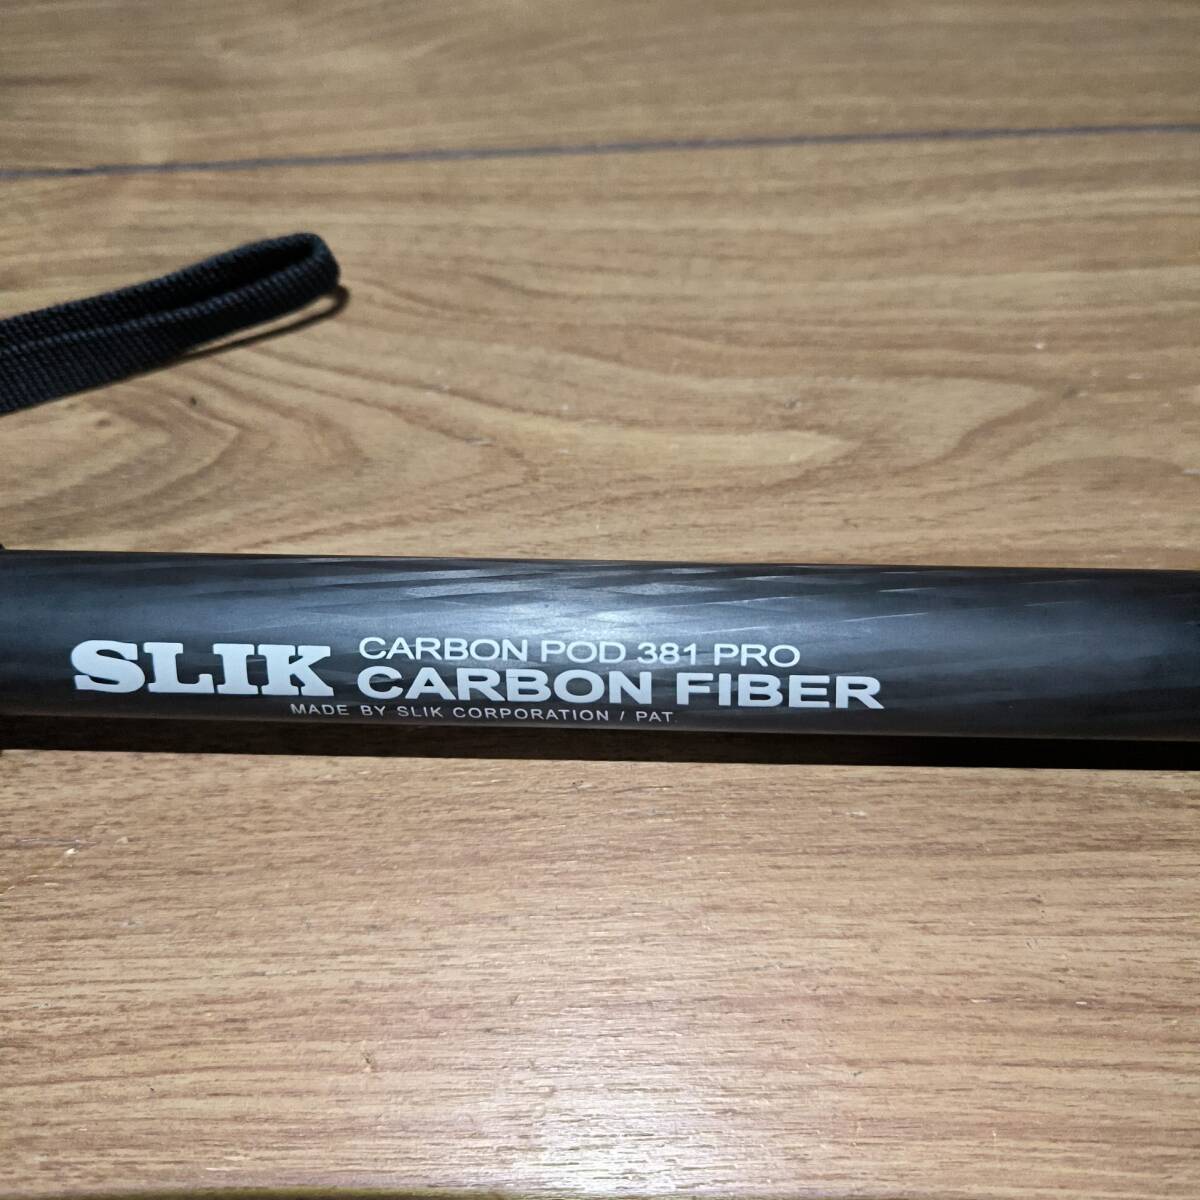 SLIK CARBON POD 381 PRO
CARBON FIBER
MADE BY SLIK CORPORATION / PAT.